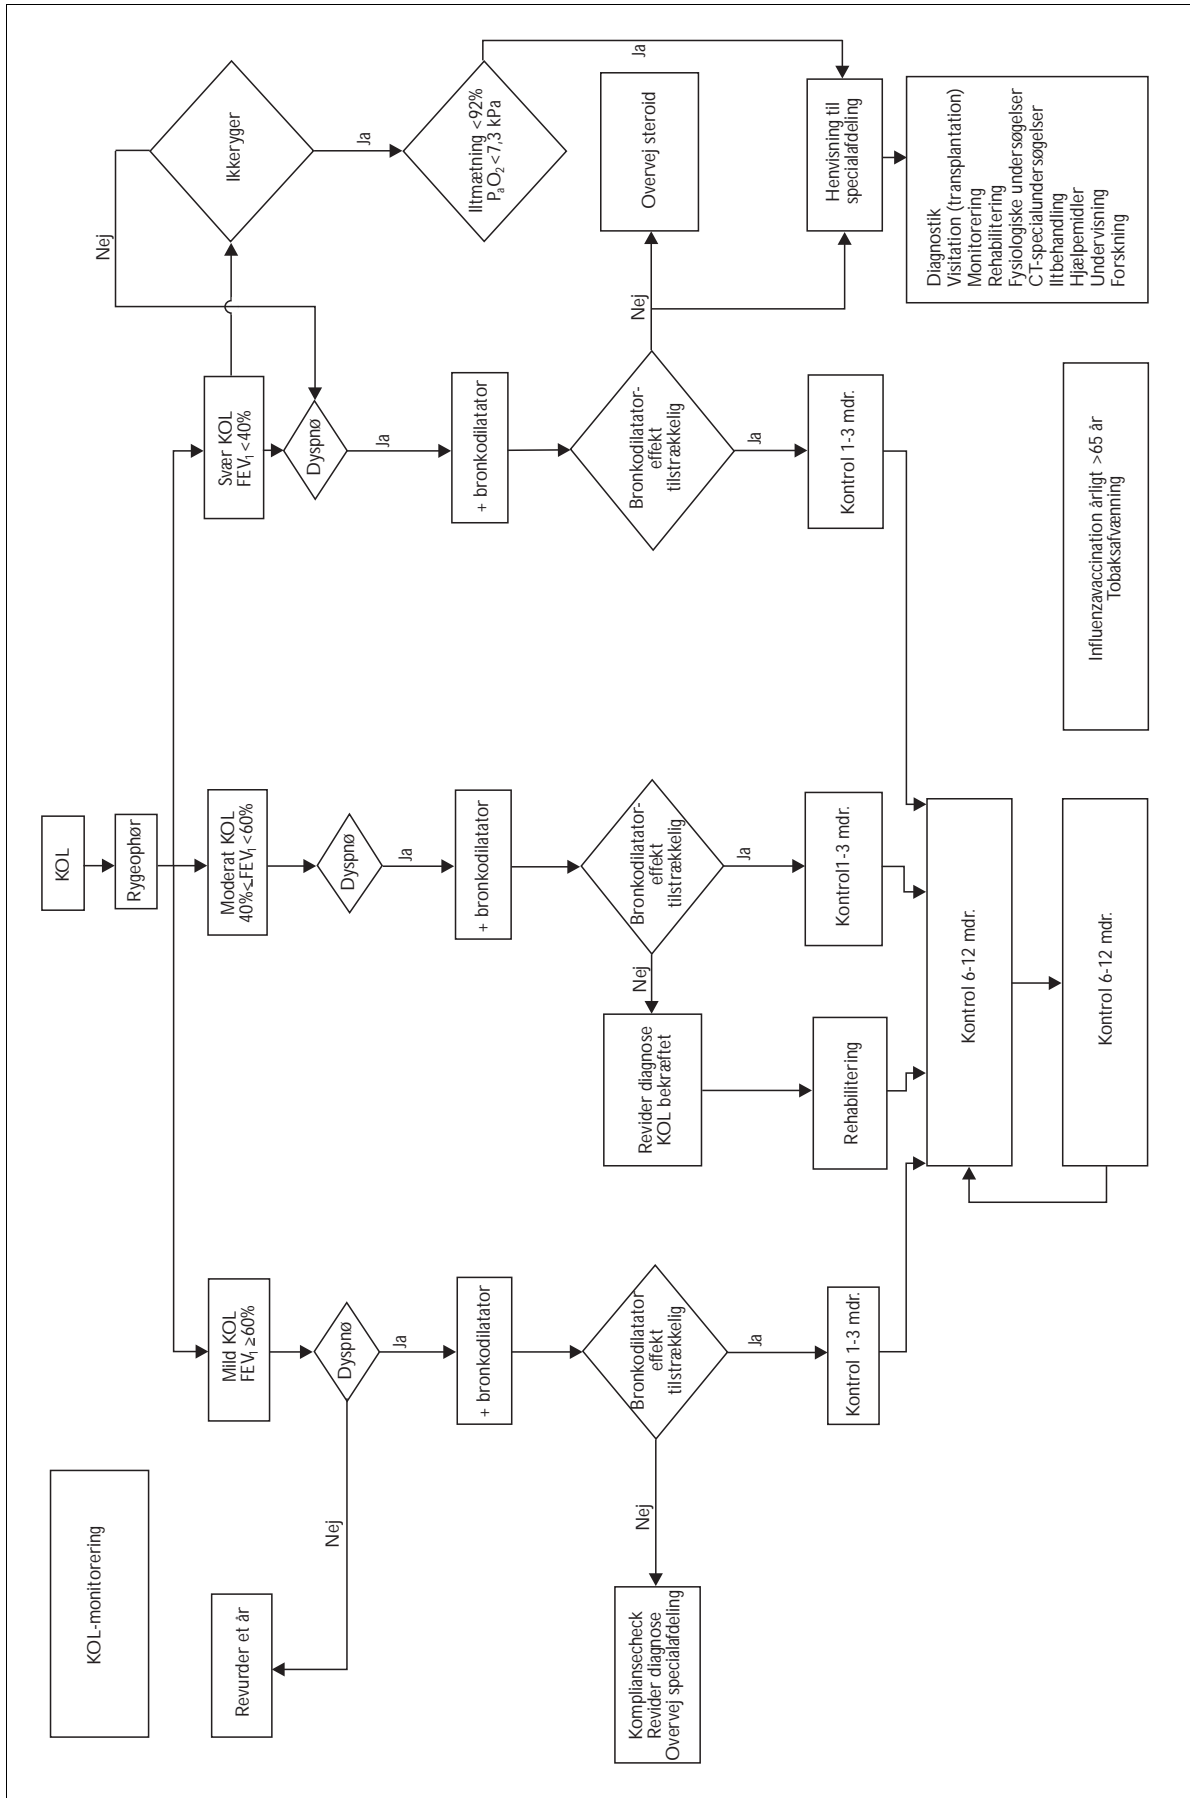 KOL-monitorering
KOL
Rygeophør
Mild KOL
FEV1 ≥60%
Moderat KOL
40%≤FEV1 <60%
Svær KOL
FEV1 <40%
Ikkeryger
Ja
Nej
Iltmætning <92%
PaO2 <7,3 kPa
Ja
Revurder et år
Nej
Dyspnø
Ja
Dyspnø
Ja
Dyspnø
Ja
+ bronkodilatator
+ bronkodilatator
+ bronkodilatator
Kompliansecheck
Revider diagnose
Overvej specialafdeling
Nej
Bronkodilatator
effekt
tilstrækkelig
Ja
Revider diagnose
KOL bekræftet
Nej
Bronkodilatator-
effekt
tilstrækkelig
Ja
Bronkodilatator-
effekt
tilstrækkelig
Ja
Nej
Overvej steroid
Kontrol 1-3 mdr.
Rehabilitering
Kontrol1-3 mdr.
Kontrol 1-3 mdr.
Henvisning til
specialafdeling
Kontrol 6-12 mdr.
Diagnostik
Visitation (transplantation)
Monitorering
Rehabilitering
Fysiologiske undersøgelser
CT-specialundersøgelser
Iltbehandling
Hjælpemidler
Undervisning
Forskning
Kontrol 6-12 mdr.
Influenzavaccination årligt >65 år
Tobaksafvænning